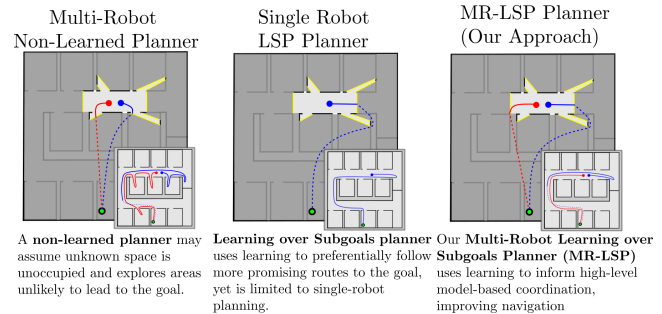 Multi-Robot
Non-Learned Planner
A non-learned planner may
assume unknown space is
unoccupied and explores areas
unlikely to lead to the goal.
Single Robot
LSP Planner
Learning over Subgoals planner
uses learning to preferentially follow
more promising routes to the goal,
yet is limited to single-robot
planning.
MR-LSP Planner
(Our Approach)
Our Multi-Robot Learning over
Subgoals Planner (MR-LSP)
uses learning to inform high-level
model-based coordination,
improving navigation